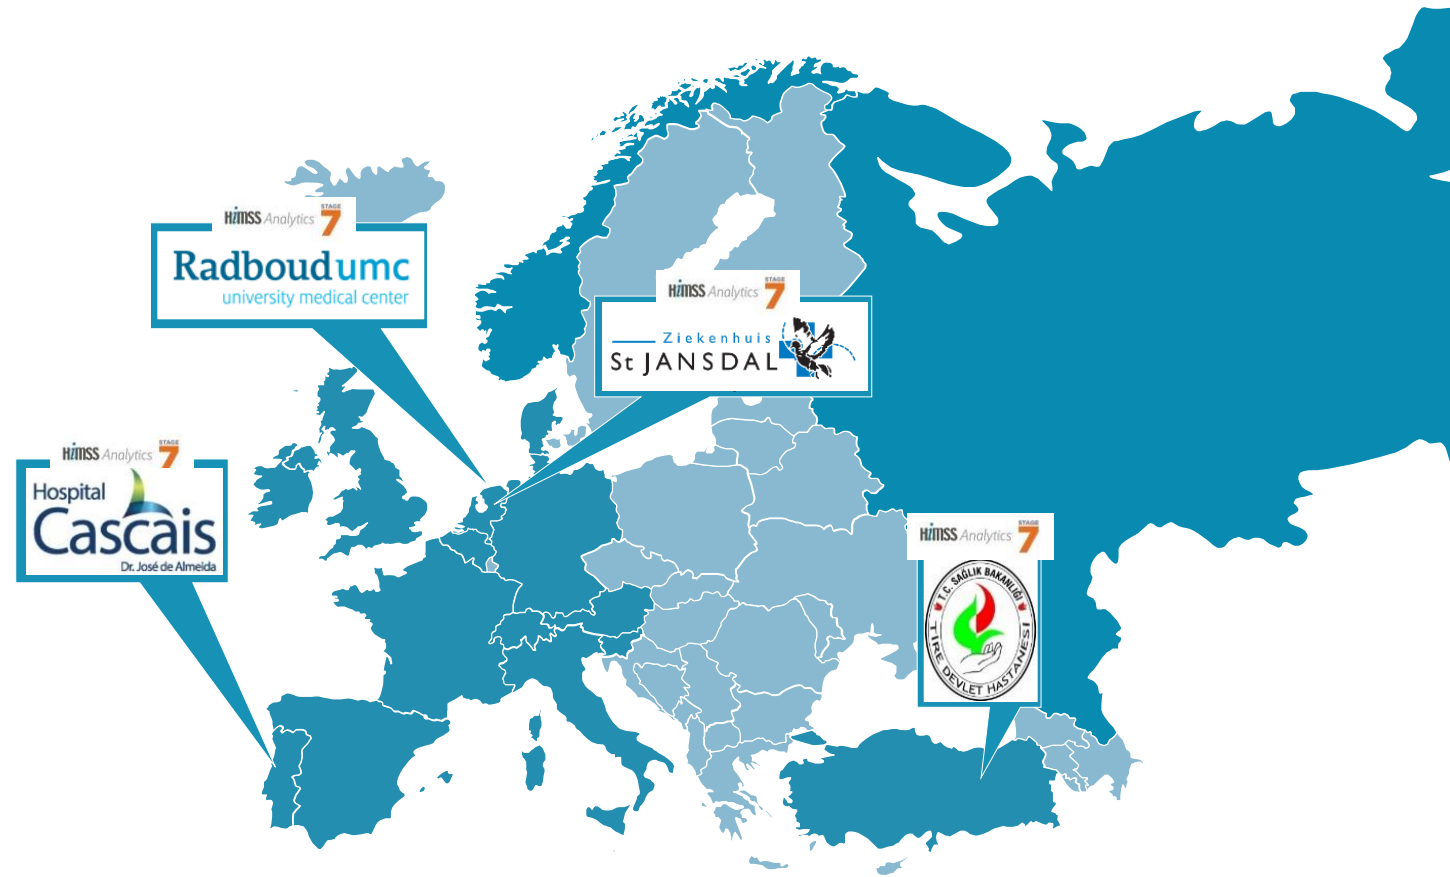 HiMSS Analytics STAGE 7
Radboudumc
university medical center
HiMSS Analytics STAGE 7
Ziekenhuis
St JANSDAL
HiMSS Analytics STAGE 7
Hospital
Cascais
Dr. José de Almeida
HiMSS Analytics STAGE 7
T.C. SAĞLIK BAKANLIĞI
TİRE DEVLET HASTANESİ